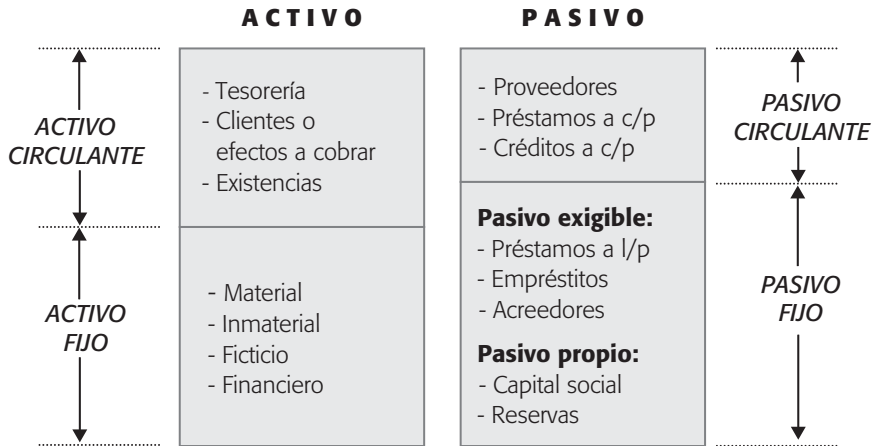 ACTIVO
PASIVO
ACTIVO
CIRCULANTE
- Tesorería
- Clientes o
efectos a cobrar
- Existencias
- Proveedores
- Préstamos a c/p
- Créditos a c/p
PASIVO
CIRCULANTE
ACTIVO
FIJO
- Material
- Inmaterial
- Ficticio
- Financiero
Pasivo exigible:
- Préstamos a l/p
- Empréstitos
- Acreedores
Pasivo propio:
- Capital social
- Reservas
PASIVO
FIJO